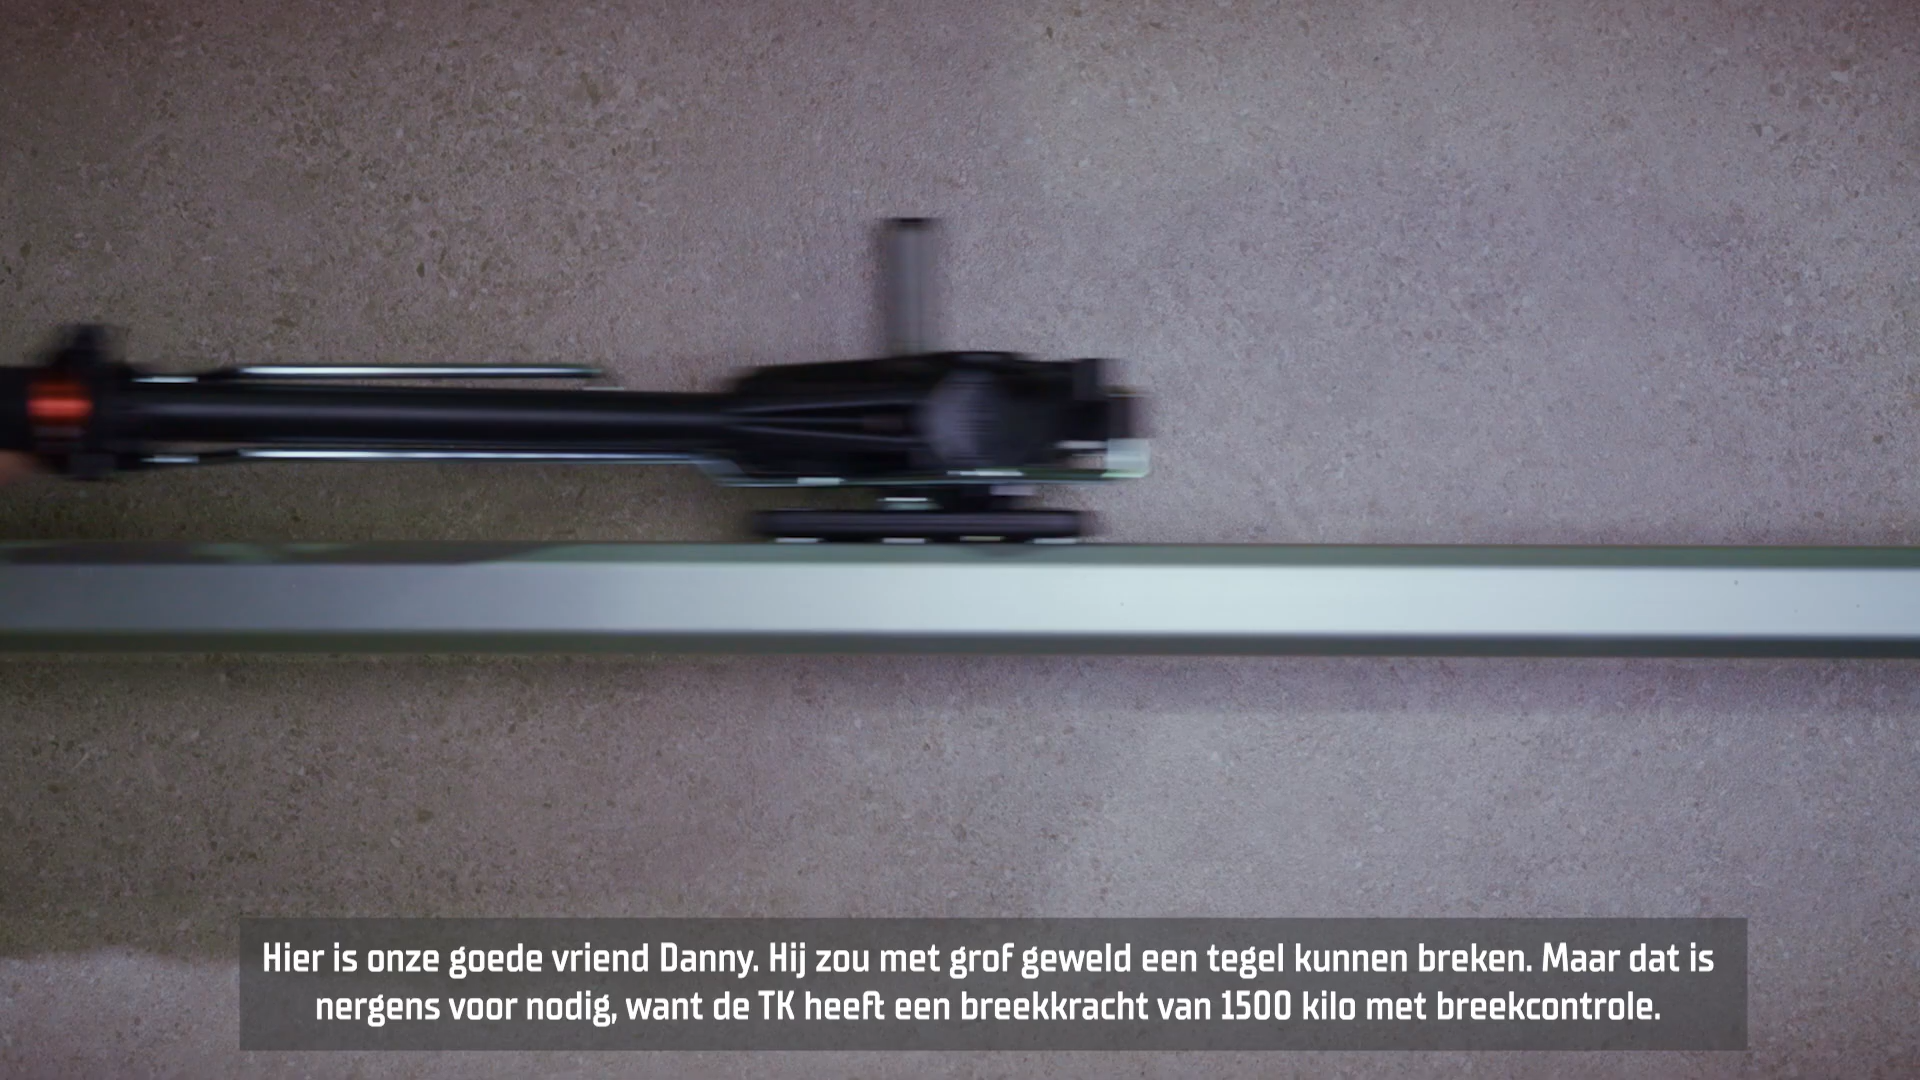 Hier is onze goede vriend Danny. Hij zou met grof geweld een tegel kunnen breken. Maar dat is
nergens voor nodig, want de TK heeft een breekkracht van 1500 kilo met breekcontrole.